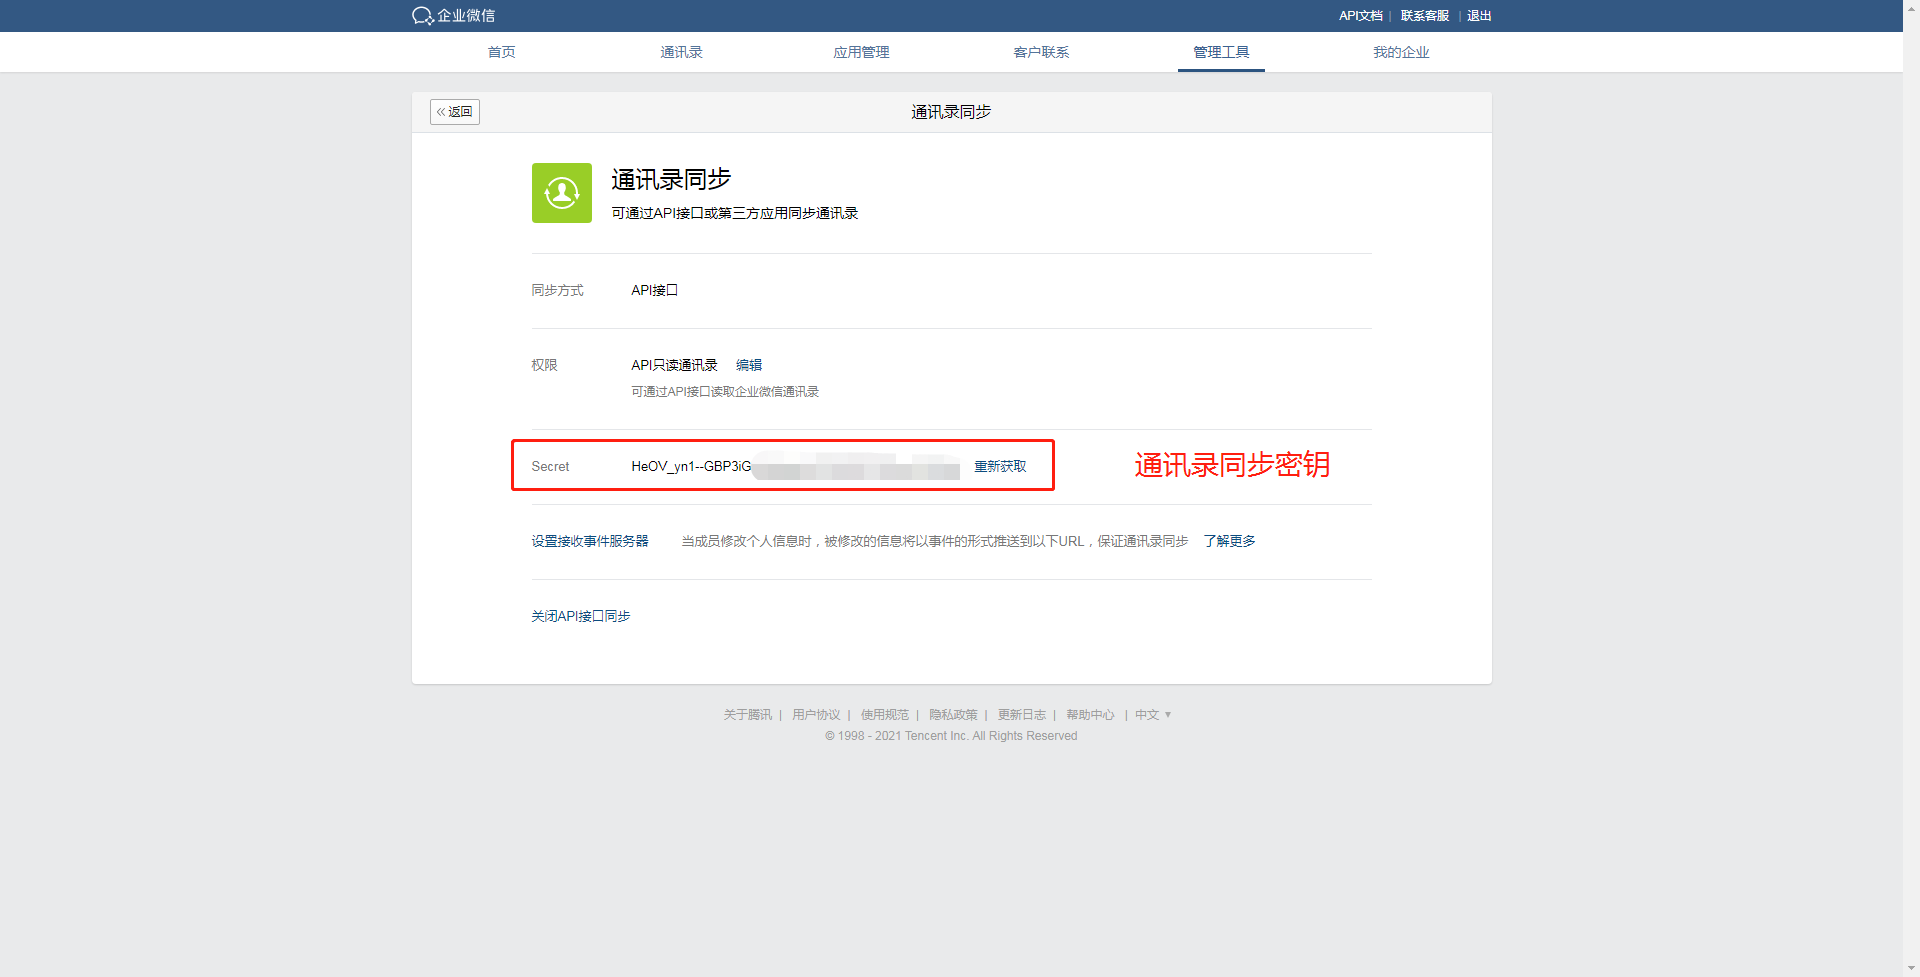 企业微信
API文档 | 联系客服 | 退出
首页 通讯录 应用管理 客户联系 管理工具 我的企业
«返回 通讯录同步
通讯录同步
可通过API接口或第三方应用同步通讯录
同步方式 API接口
权限 API只读通讯录 编辑
可通过API接口读取企业微信通讯录
Secret HeOV_yn1--GBP3iG 重新获取 通讯录同步密钥
设置接收事件服务器 当成员修改个人信息时，被修改的信息将以事件的形式推送到以下URL，保证通讯录同步 了解更多
关闭API接口同步
关于腾讯 | 用户协议 | 使用规范 | 隐私政策 | 更新日志 | 帮助中心 | 中文 ▼
© 1998 - 2021 Tencent Inc. All Rights Reserved